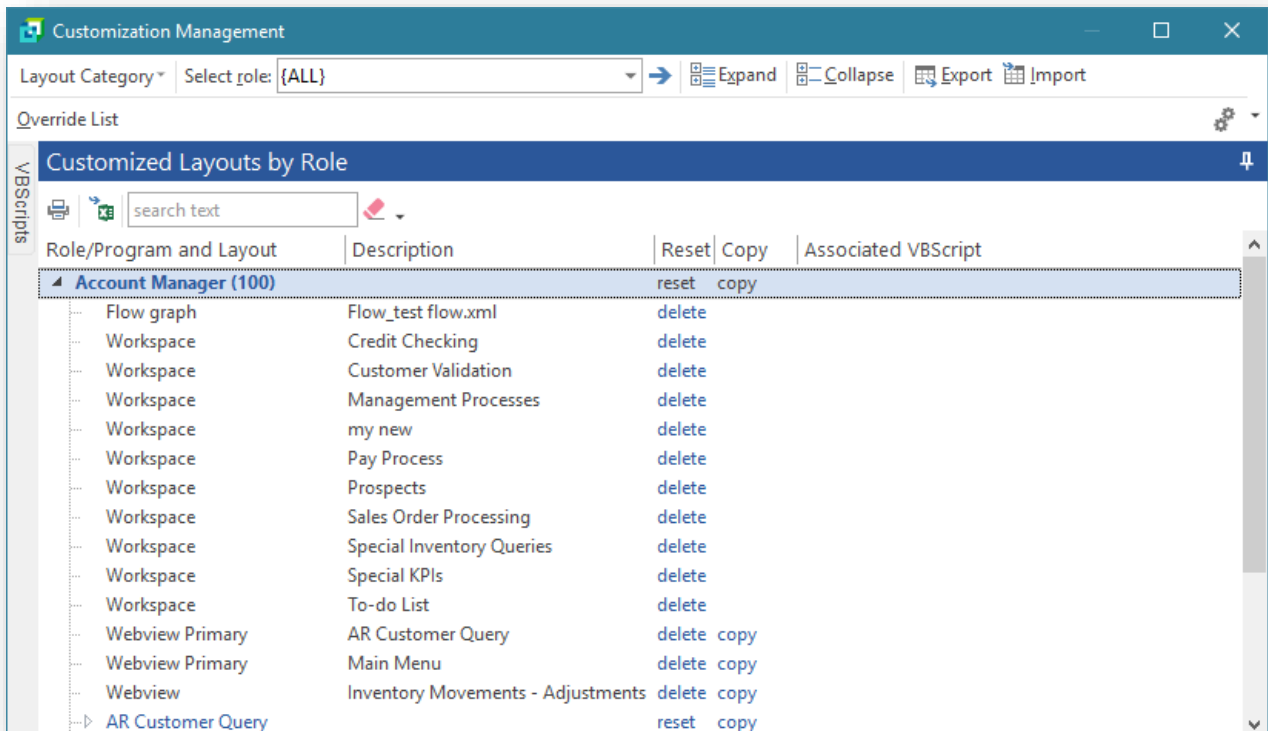 Customization Management
Layout Category Select role: {ALL} Expand Collapse Export Import
Override List
VBScripts
Customized Layouts by Role
search text
Role/Program and Layout Description Reset Copy Associated VBScript
Account Manager (100) reset copy
Flow graph Flow_test flow.xml delete
Workspace Credit Checking delete
Workspace Customer Validation delete
Workspace Management Processes delete
Workspace my new delete
Workspace Pay Process delete
Workspace Prospects delete
Workspace Sales Order Processing delete
Workspace Special Inventory Queries delete
Workspace Special KPIs delete
Workspace To-do List delete
Webview Primary AR Customer Query delete copy
Webview Primary Main Menu delete copy
Webview Inventory Movements - Adjustments delete copy
AR Customer Query reset copy